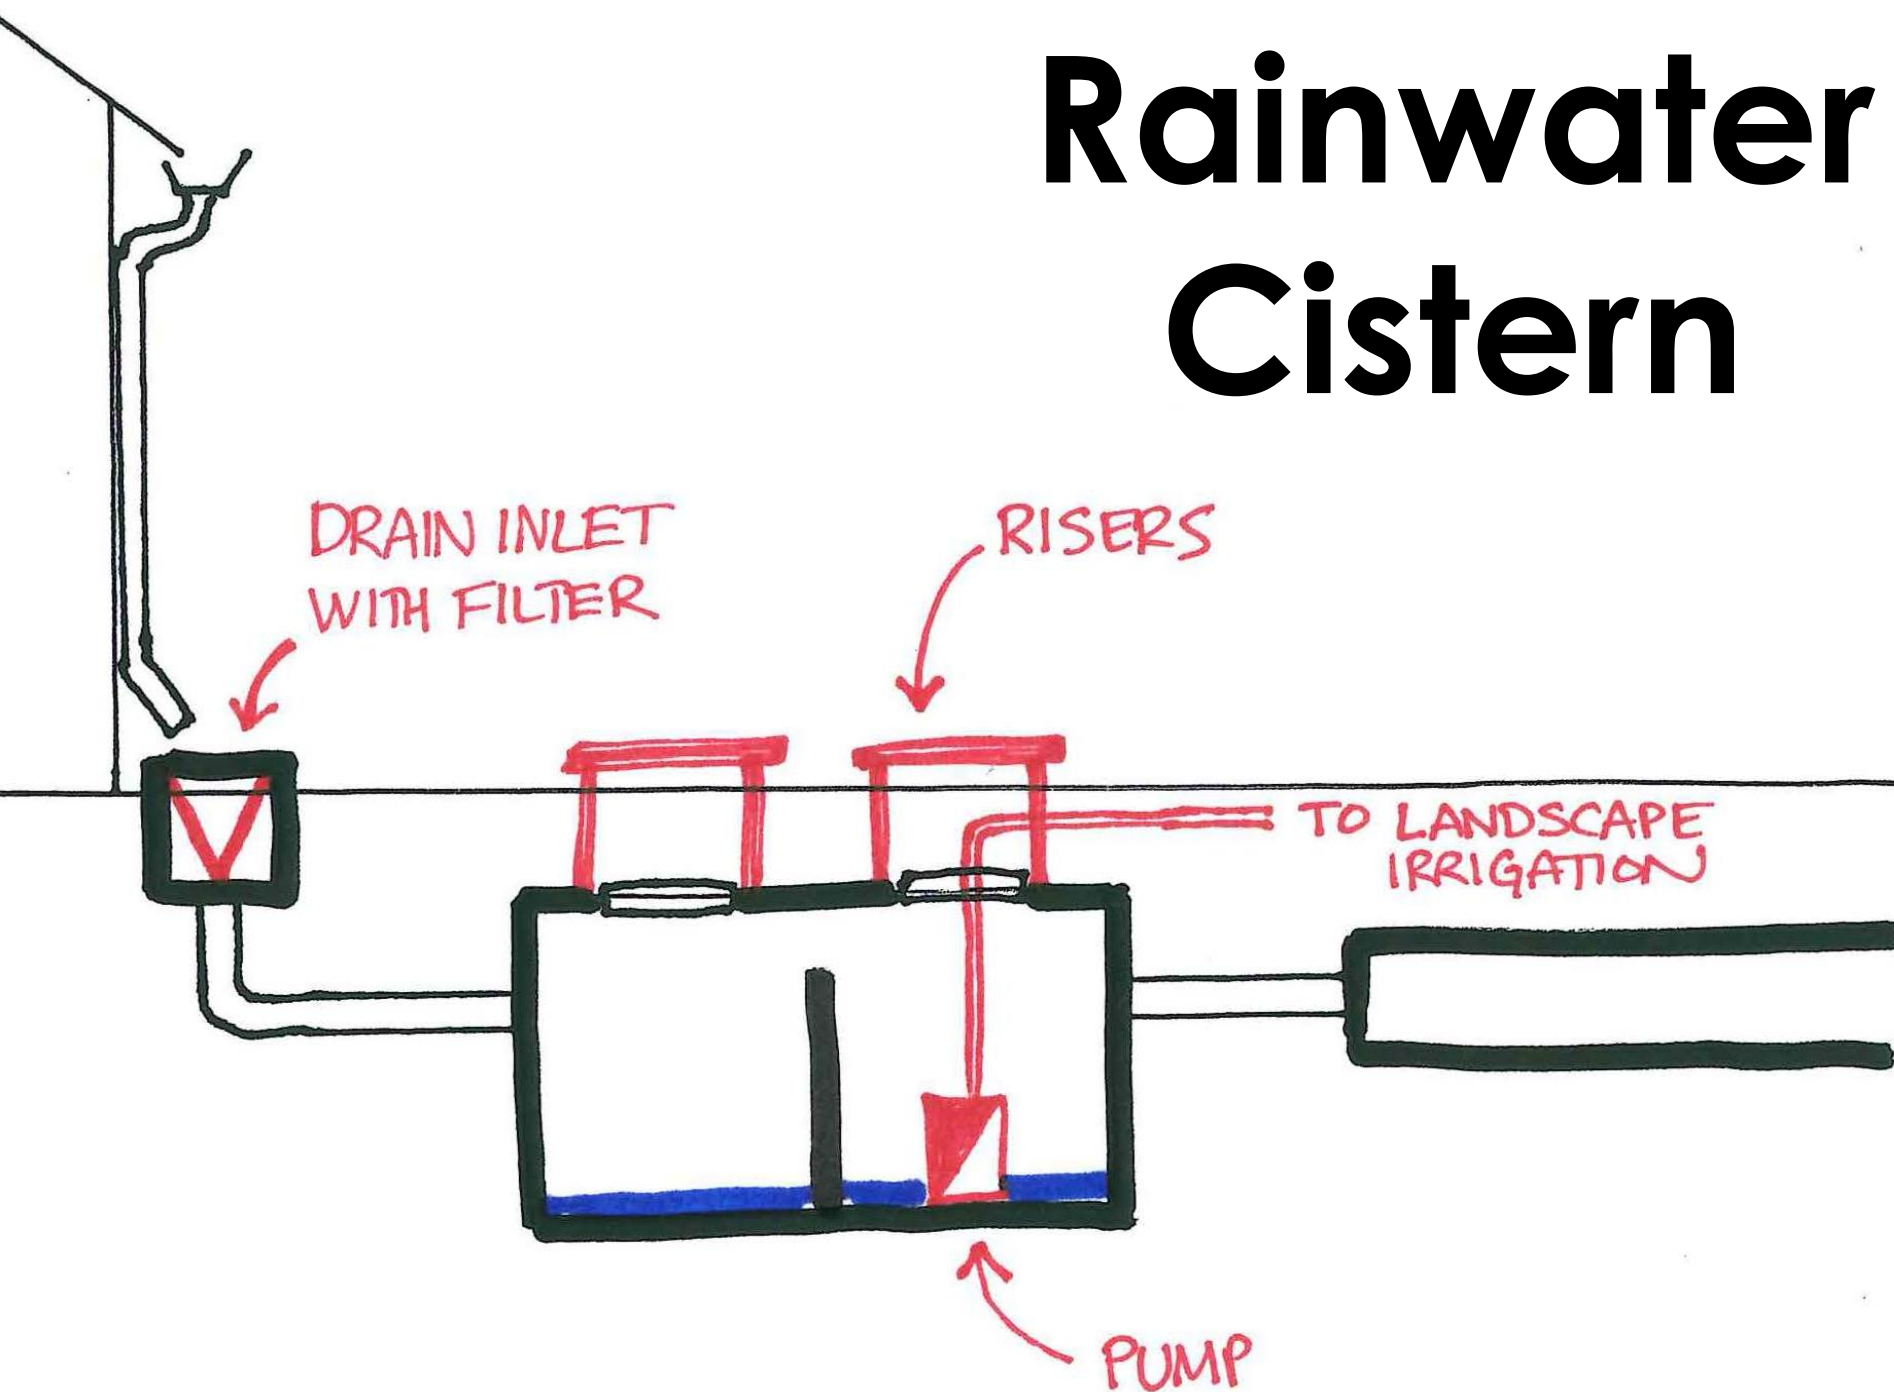 Rainwater
Cistern
DRAIN INLET
WITH FILTER
RISERS
TO LANDSCAPE
IRRIGATION
PUMP